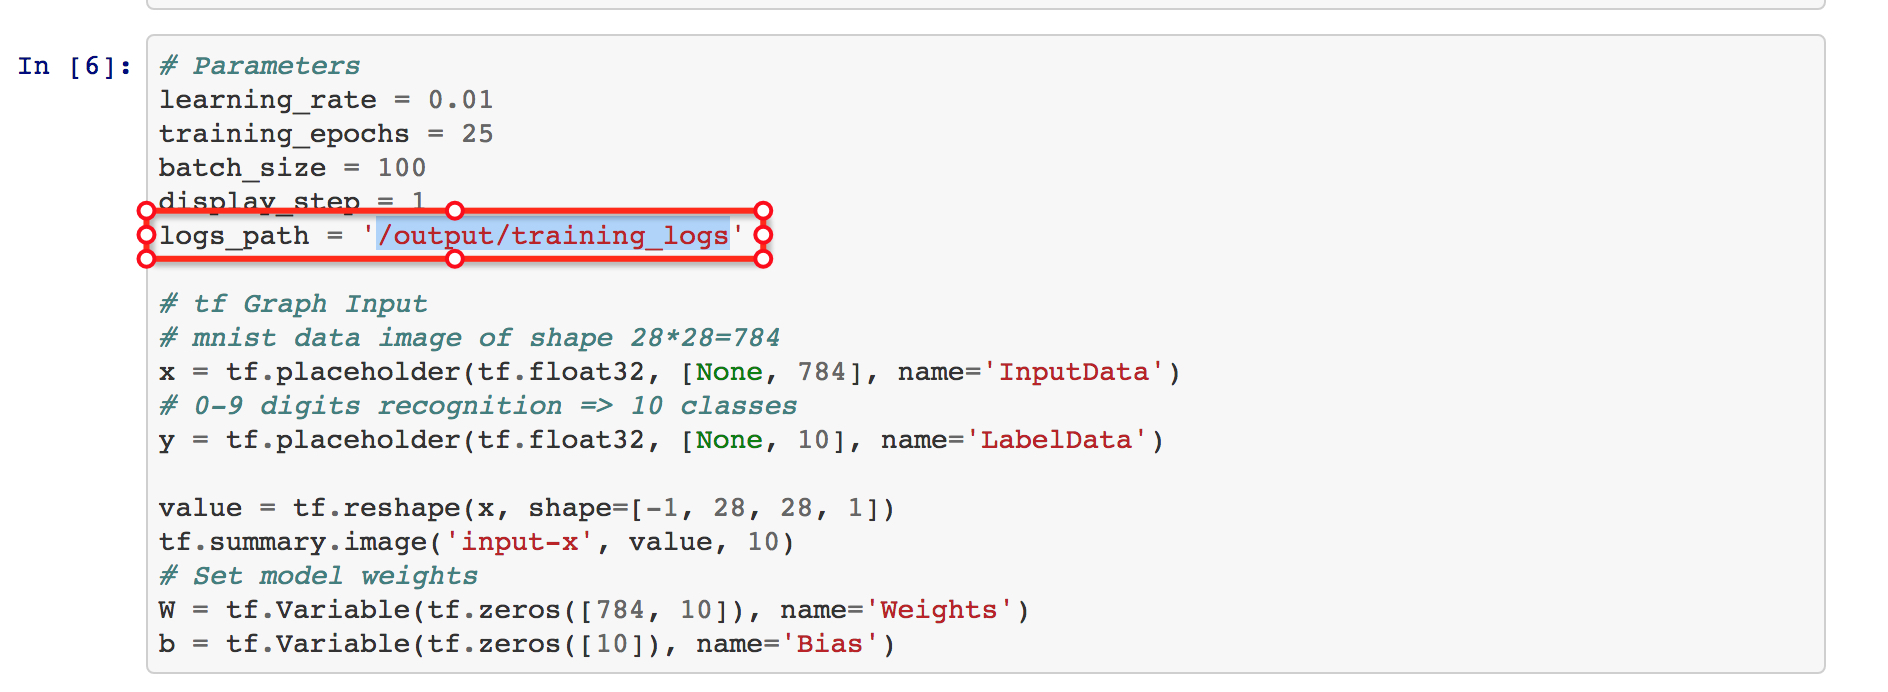 In [6]:
# Parameters
learning_rate = 0.01
training_epochs = 25
batch_size = 100
display_step = 1
logs_path = '/output/training_logs'
# tf Graph Input
# mnist data image of shape 28*28=784
x = tf.placeholder(tf.float32, [None, 784], name='InputData')
# 0-9 digits recognition => 10 classes
y = tf.placeholder(tf.float32, [None, 10], name='LabelData')
value = tf.reshape(x, shape=[-1, 28, 28, 1])
tf.summary.image('input-x', value, 10)
# Set model weights
W = tf.Variable(tf.zeros([784, 10]), name='Weights')
b = tf.Variable(tf.zeros([10]), name='Bias')